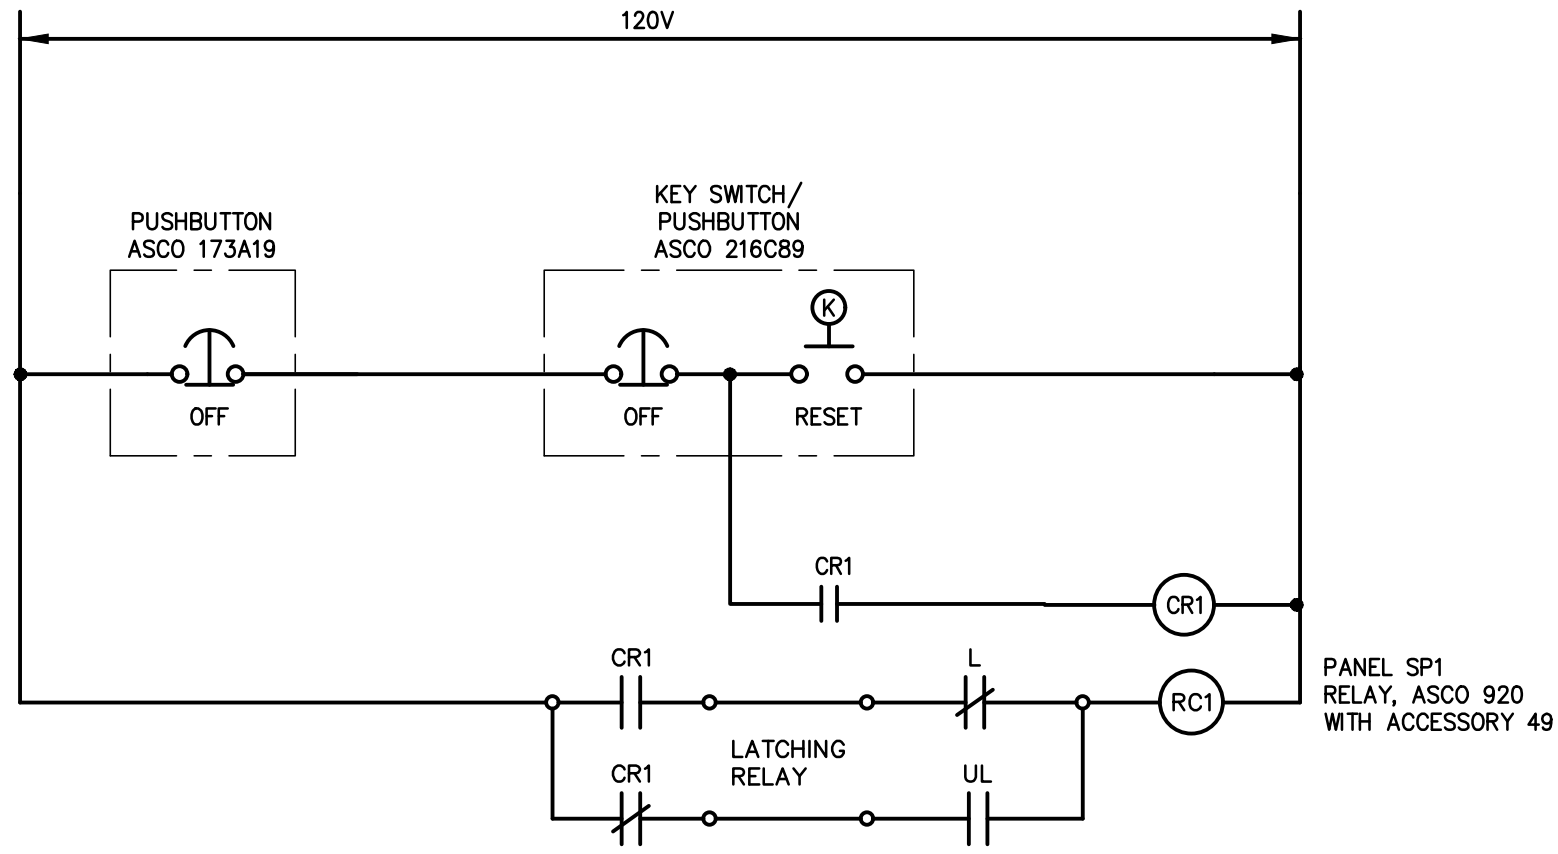 120V
KEY SWITCH/
PUSHBUTTON
ASCO 216C89
PUSHBUTTON
ASCO 173A19
K
OFF
OFF
RESET
CR1
CR1
CR1
L
RC1
PANEL SP1
RELAY, ASCO 920
WITH ACCESSORY 49
LATCHING
RELAY
CR1
UL